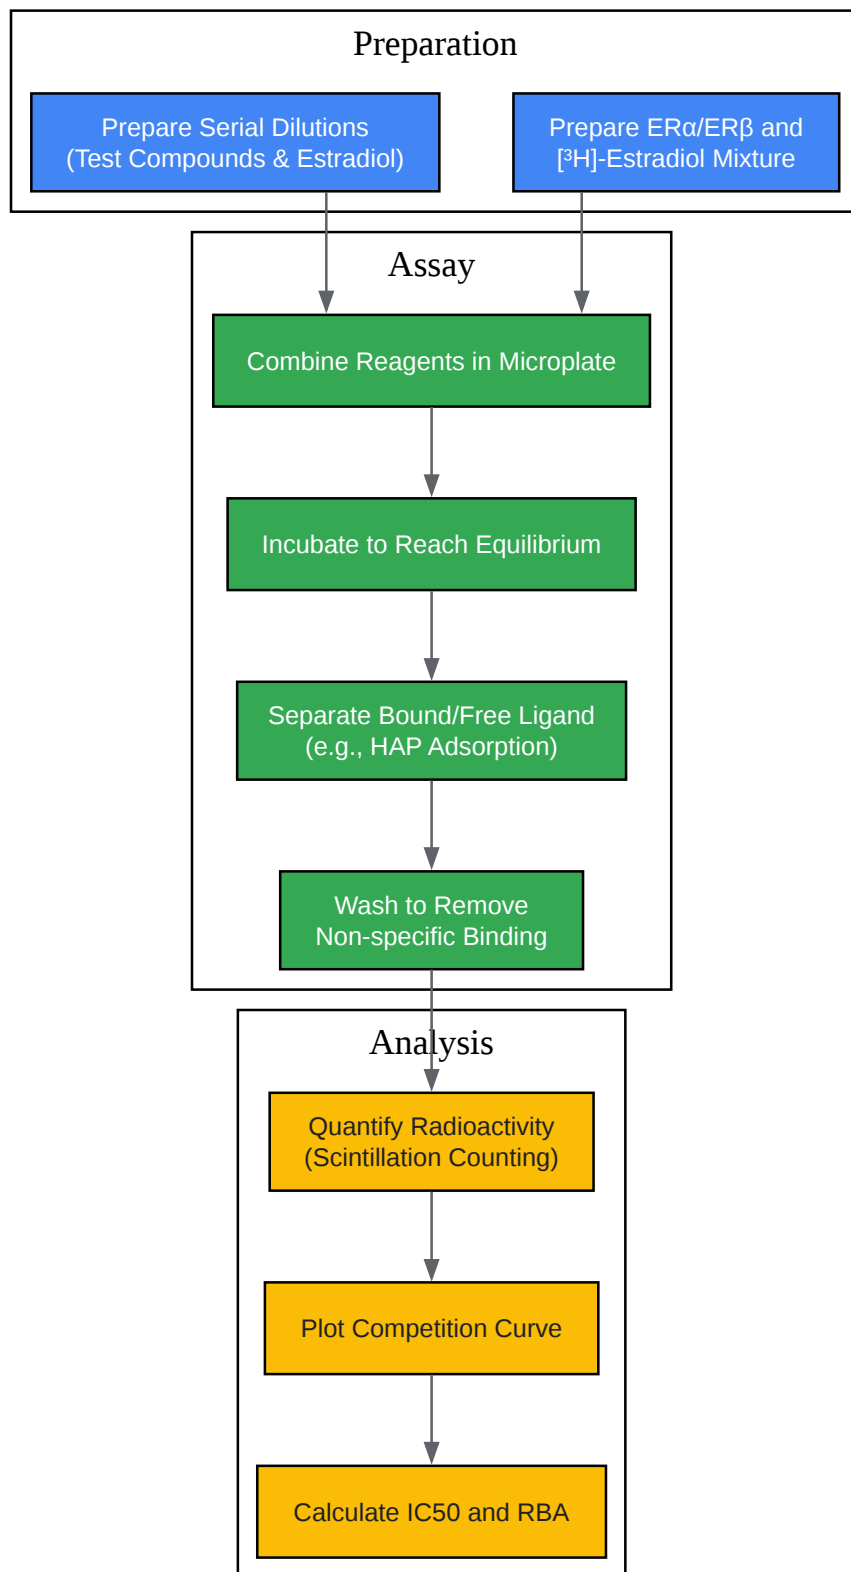 Preparation
Prepare Serial Dilutions
(Test Compounds & Estradiol)
Prepare ERα/ERβ and
[³H]-Estradiol Mixture
Assay
Combine Reagents in Microplate
Incubate to Reach Equilibrium
Separate Bound/Free Ligand
(e.g., HAP Adsorption)
Wash to Remove
Non-specific Binding
Analysis
Quantify Radioactivity
(Scintillation Counting)
Plot Competition Curve
Calculate IC50 and RBA